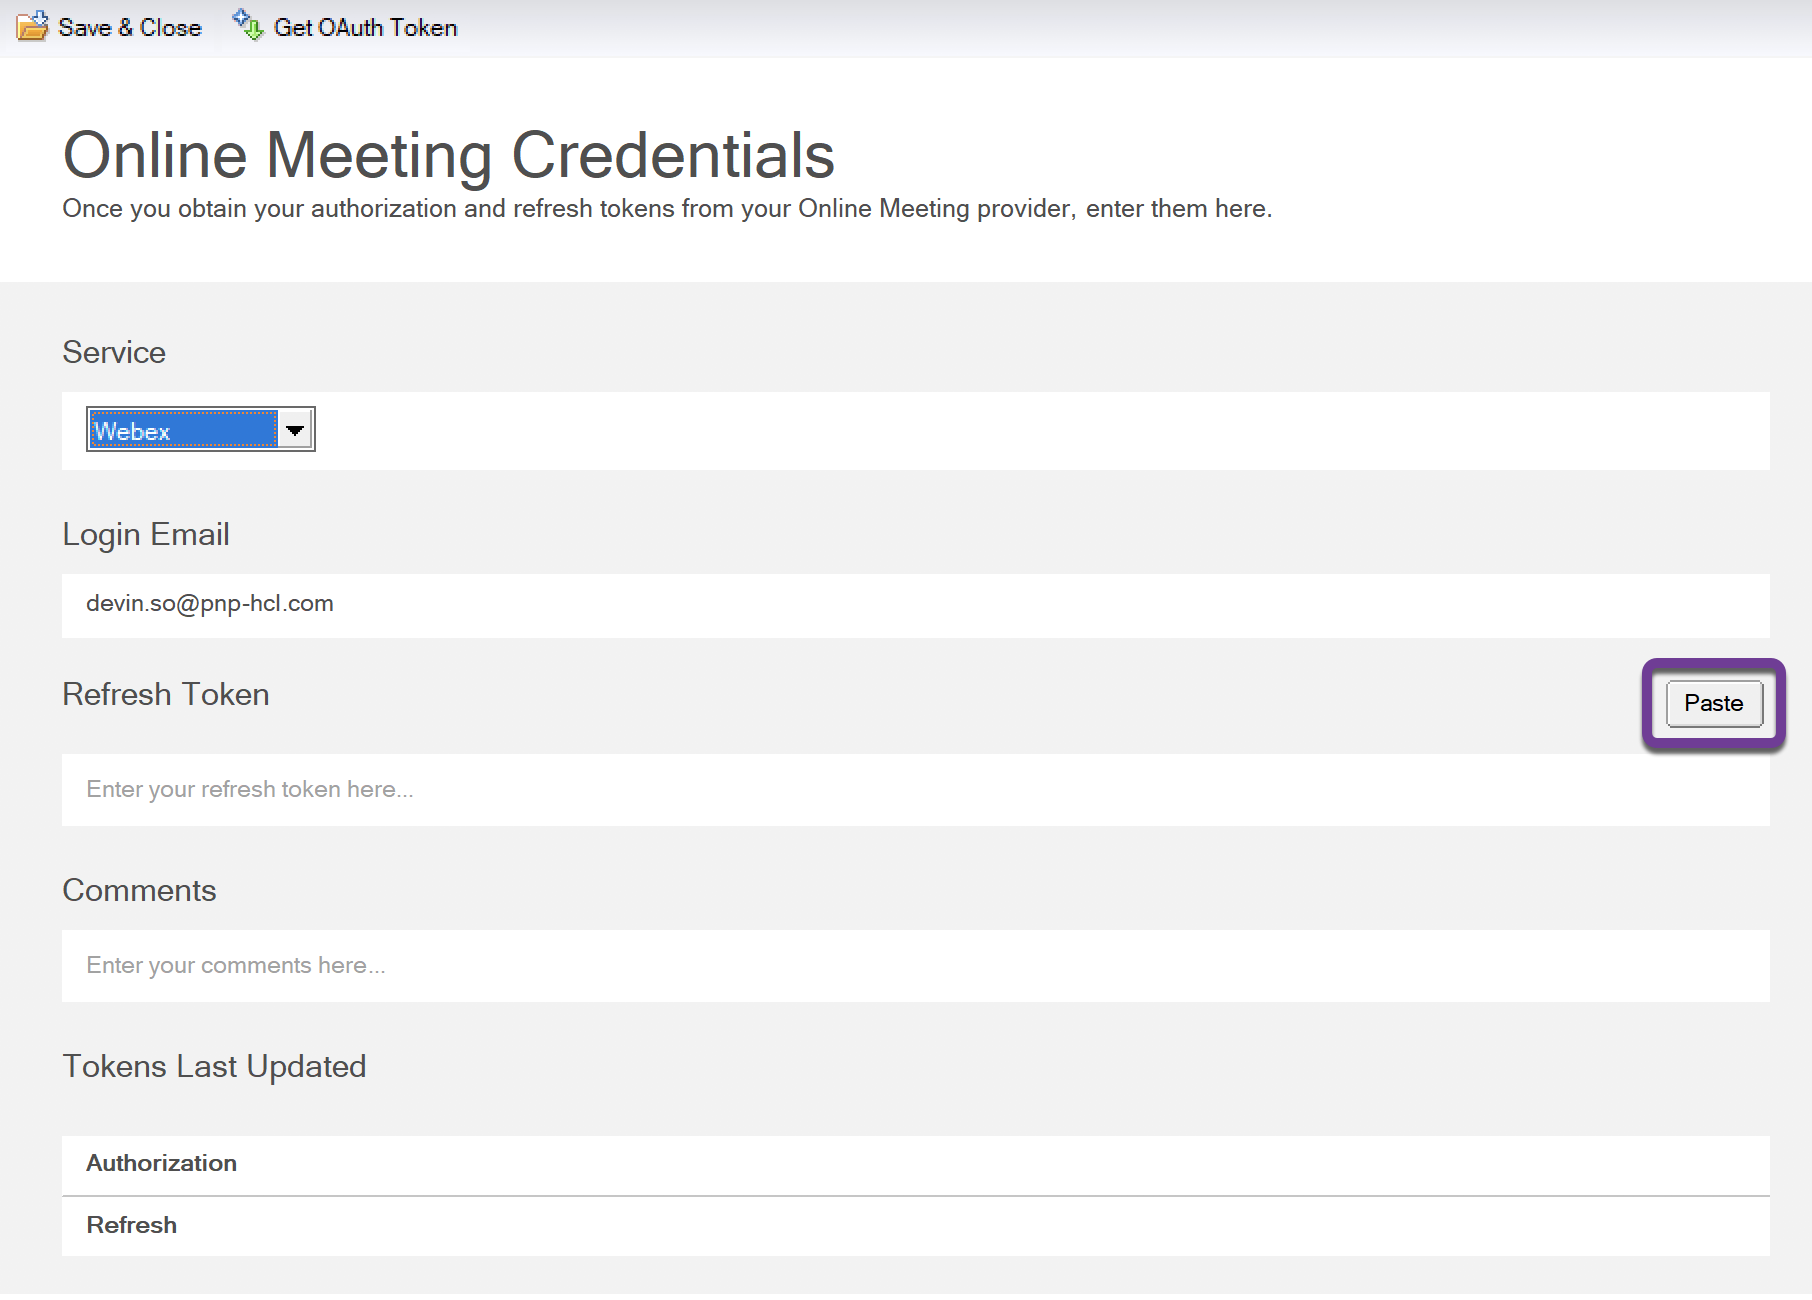 Save & Close Get OAuth Token
Online Meeting Credentials
Once you obtain your authorization and refresh tokens from your Online Meeting provider, enter them here.
Service
Webex
Login Email
devin.so@pnp-hcl.com
Refresh Token
Paste
Enter your refresh token here...
Comments
Enter your comments here...
Tokens Last Updated
Authorization
Refresh